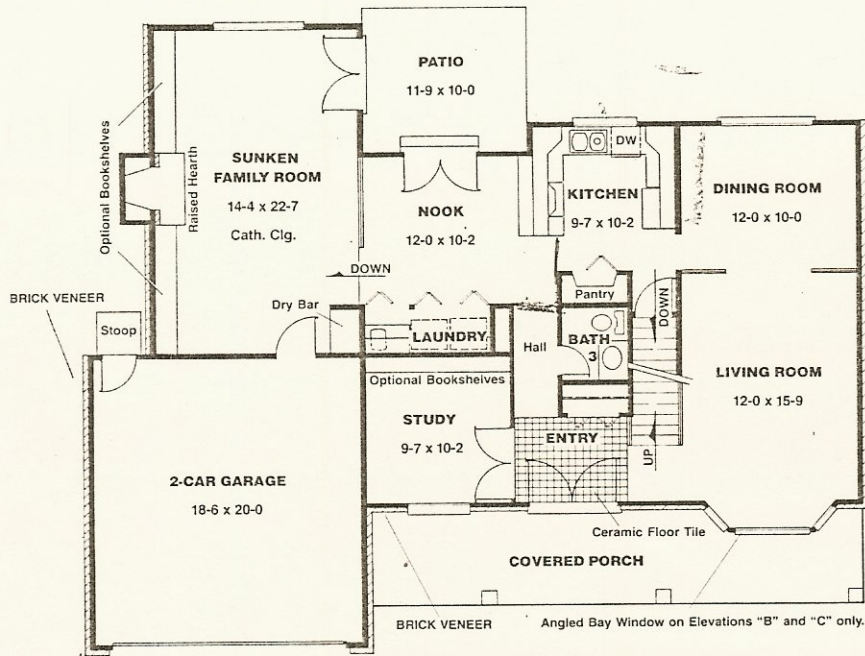 PATIO
11-9 x 10-0
Optional Bookshelves
Raised Hearth
SUNKEN
FAMILY ROOM
14-4 x 22-7
Cath. Clg.
NOOK
12-0 x 10-2
DW
KITCHEN
9-7 x 10-2
DINING ROOM
12-0 x 10-0
DOWN
Pantry
BRICK VENEER
Stoop
Dry Bar
LAUNDRY
Hall
BATH
3
DOWN
LIVING ROOM
12-0 x 15-9
Optional Bookshelves
STUDY
9-7 x 10-2
ENTRY
UP
2-CAR GARAGE
18-6 x 20-0
Ceramic Floor Tile
COVERED PORCH
BRICK VENEER
Angled Bay Window on Elevations “B” and “C” only.